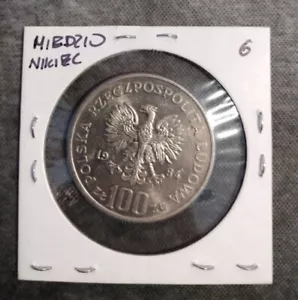 MIEDZIO
NIKIEL
6
POLSKA RZECZPOSPOLITA LUDOWA
19 84
100 ZŁ